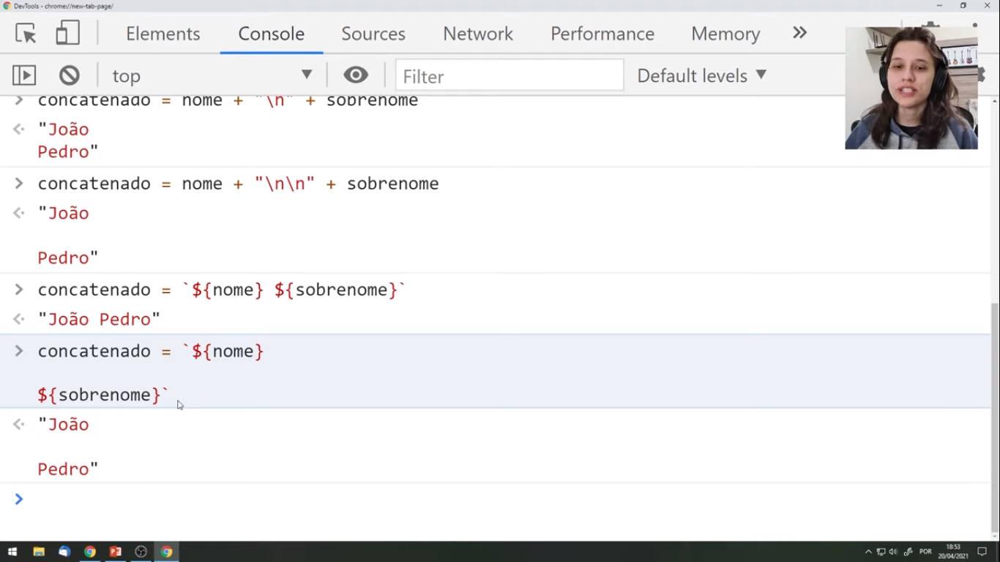 DevTools - chrome://new-tab-page/
Elements Console Sources Network Performance Memory »
top Filter Default levels
> concatenado = nome + "\n" + sobrenome
"João
Pedro"
> concatenado = nome + "\n\n" + sobrenome
"João
Pedro"
> concatenado = `${nome} ${sobrenome}`
"João Pedro"
> concatenado = `${nome}
${sobrenome}`
"João
Pedro"
>
POR 18:53
20/04/2021